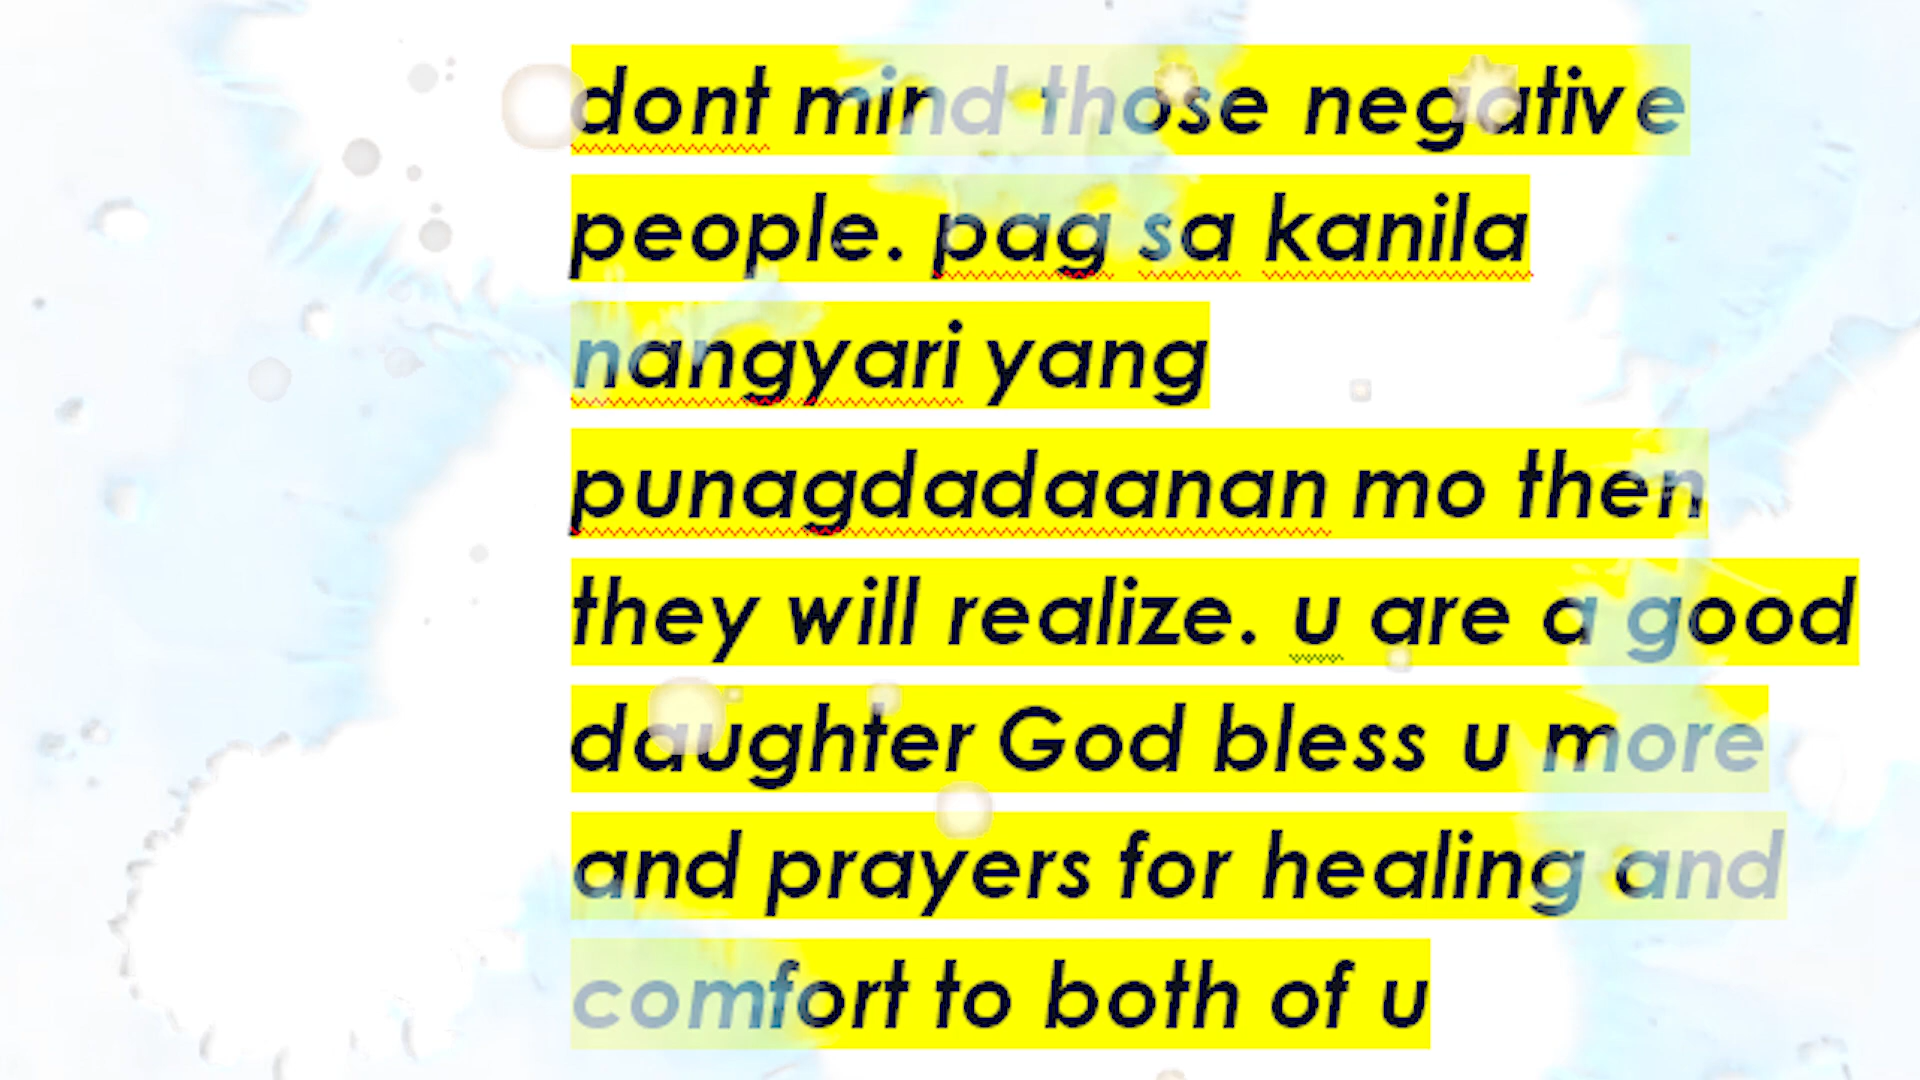 dont mind those negative
people. pag sa kanila
nangyari yang
punagdadaanan mo then
they will realize. u are a good
daughter God bless u more
and prayers for healing and
comfort to both of u